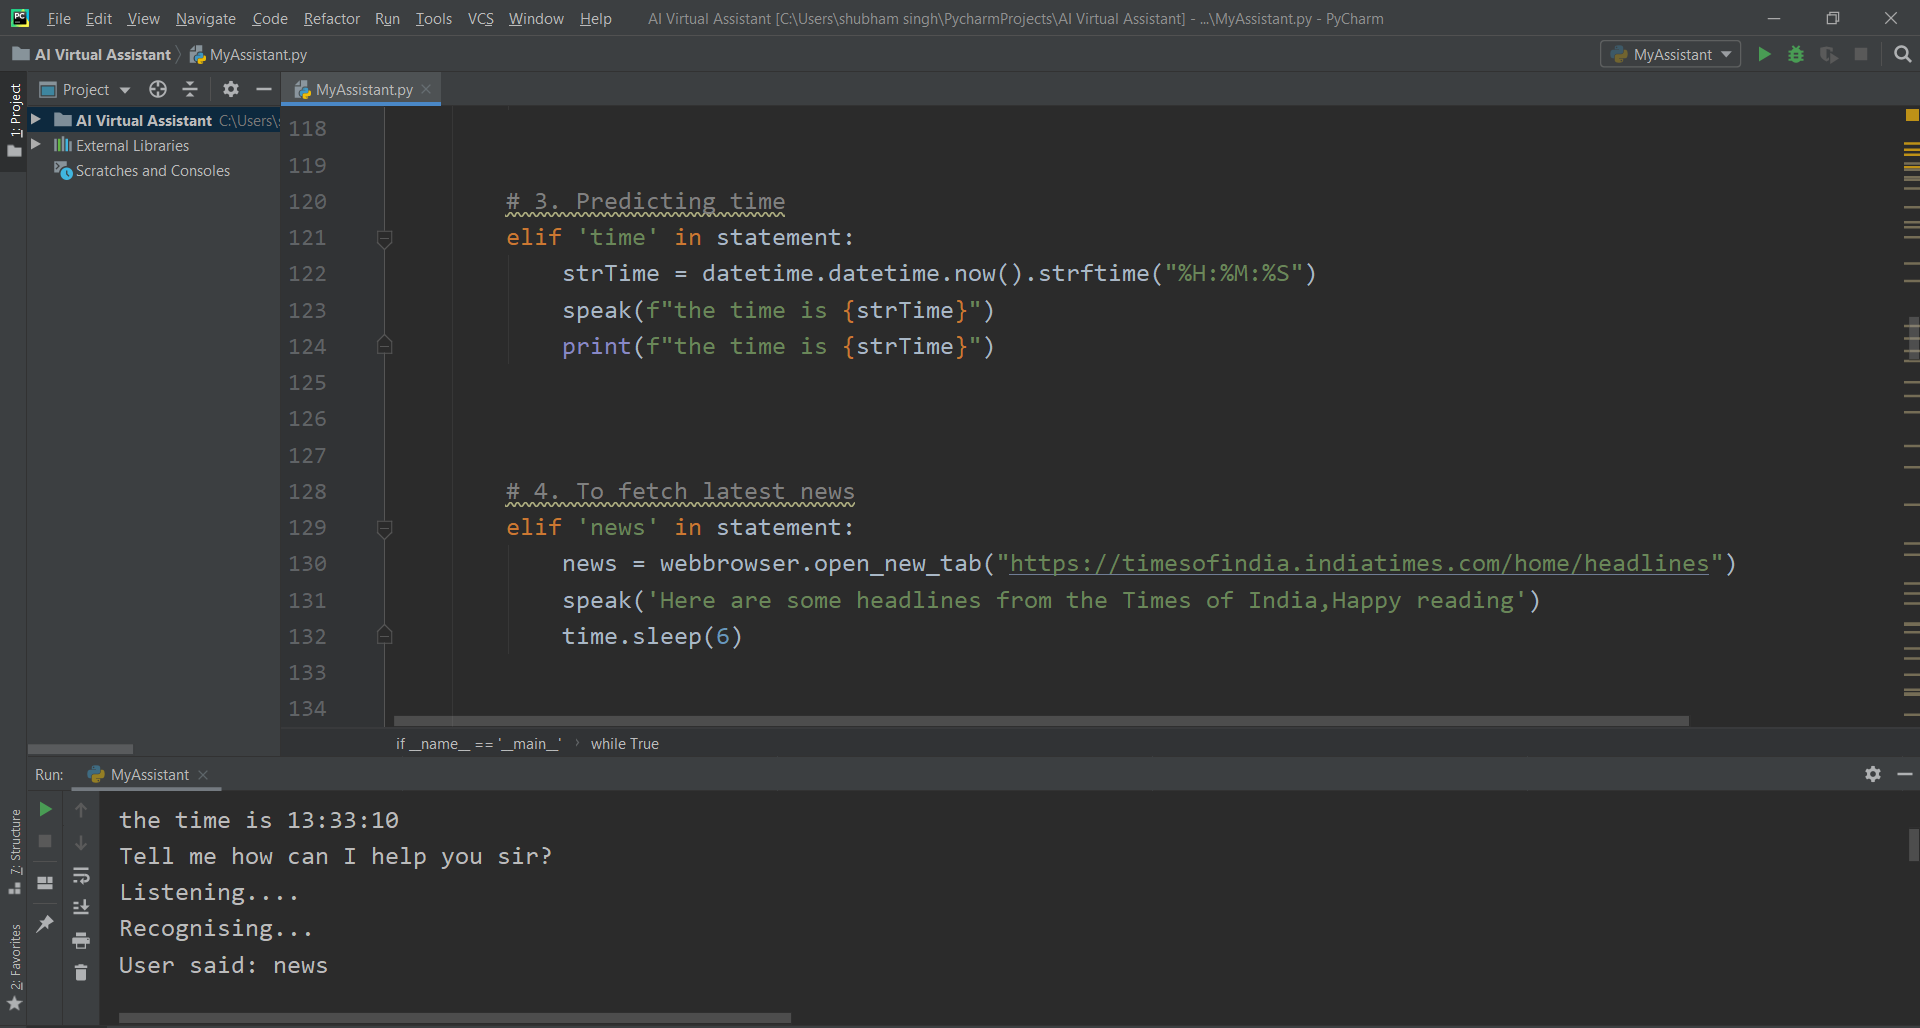 PC File Edit View Navigate Code Refactor Run Tools VCS Window Help AI Virtual Assistant [C:\Users\shubham singh\PycharmProjects\AI Virtual Assistant] - ...\MyAssistant.py - PyCharm
AI Virtual Assistant MyAssistant.py MyAssistant
1: Project
Project MyAssistant.py
AI Virtual Assistant C:\Users\
External Libraries
Scratches and Consoles
118
119
120 # 3. Predicting time
121 elif 'time' in statement:
122 strTime = datetime.datetime.now().strftime("%H:%M:%S")
123 speak(f"the time is {strTime}")
124 print(f"the time is {strTime}")
125
126
127
128 # 4. To fetch latest news
129 elif 'news' in statement:
130 news = webbrowser.open_new_tab("https://timesofindia.indiatimes.com/home/headlines")
131 speak('Here are some headlines from the Times of India,Happy reading')
132 time.sleep(6)
133
134
if __name__ == '__main__' › while True
Run: MyAssistant
7: Structure
2: Favorites
the time is 13:33:10
Tell me how can I help you sir?
Listening....
Recognising...
User said: news